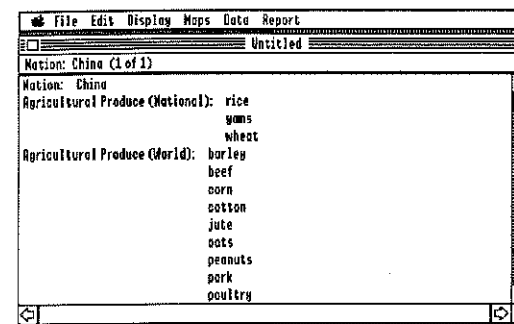 File Edit Display Maps Data Report
Untitled
Nation: China (1 of 1)
Nation: China
Agricultural Produce (National): rice
yams
wheat
Agricultural Produce (World): barley
beef
corn
cotton
jute
oats
peanuts
pork
poultry